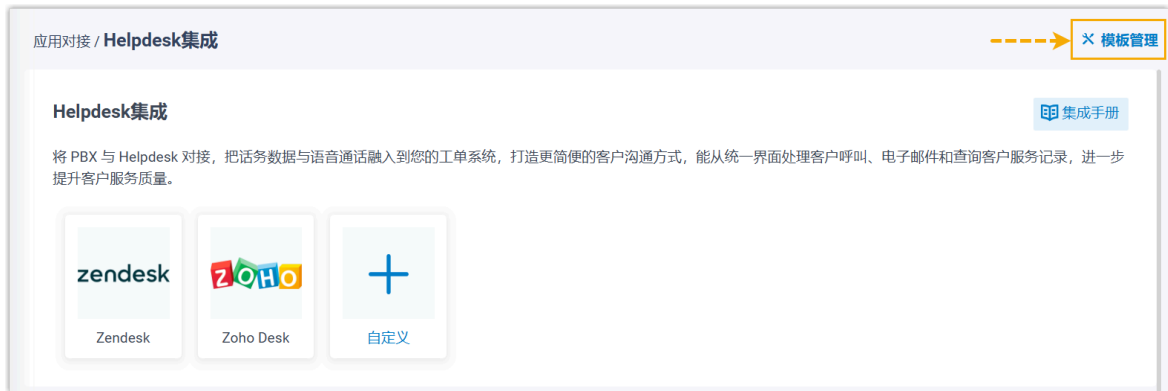 应用对接 / Helpdesk集成
模板管理
Helpdesk集成
集成手册
将 PBX 与 Helpdesk 对接，把话务数据与语音通话融入到您的工单系统，打造更简便的客户沟通方式，能从统一界面处理客户呼叫、电子邮件和查询客户服务记录，进一步
提升客户服务质量。
zendesk
ZOHO
Zendesk
Zoho Desk
自定义